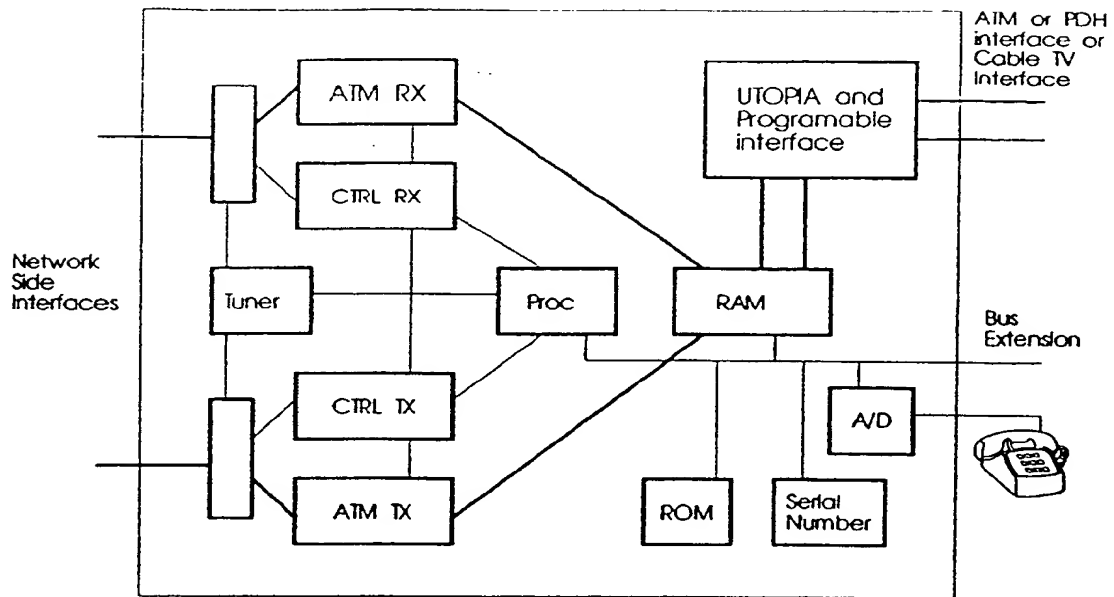 ATM or PDH
interface or
Cable TV
Interface
ATM RX
UTOPIA and
Programable
interface
CTRL RX
Network
Side
Interfaces
Tuner
Proc
RAM
Bus
Extension
CTRL TX
A/D
ATM TX
ROM
Serial
Number